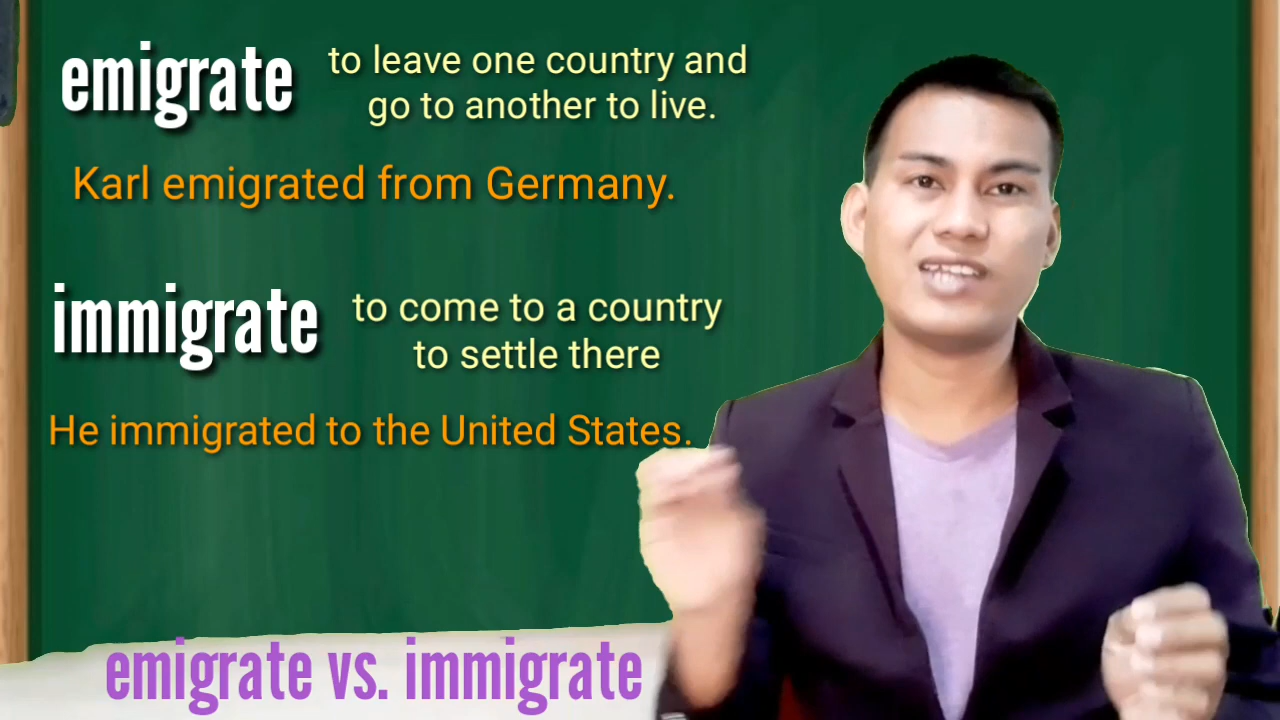 emigrate
to leave one country and
go to another to live.
Karl emigrated from Germany.
immigrate
to come to a country
to settle there
He immigrated to the United States.
emigrate vs. immigrate